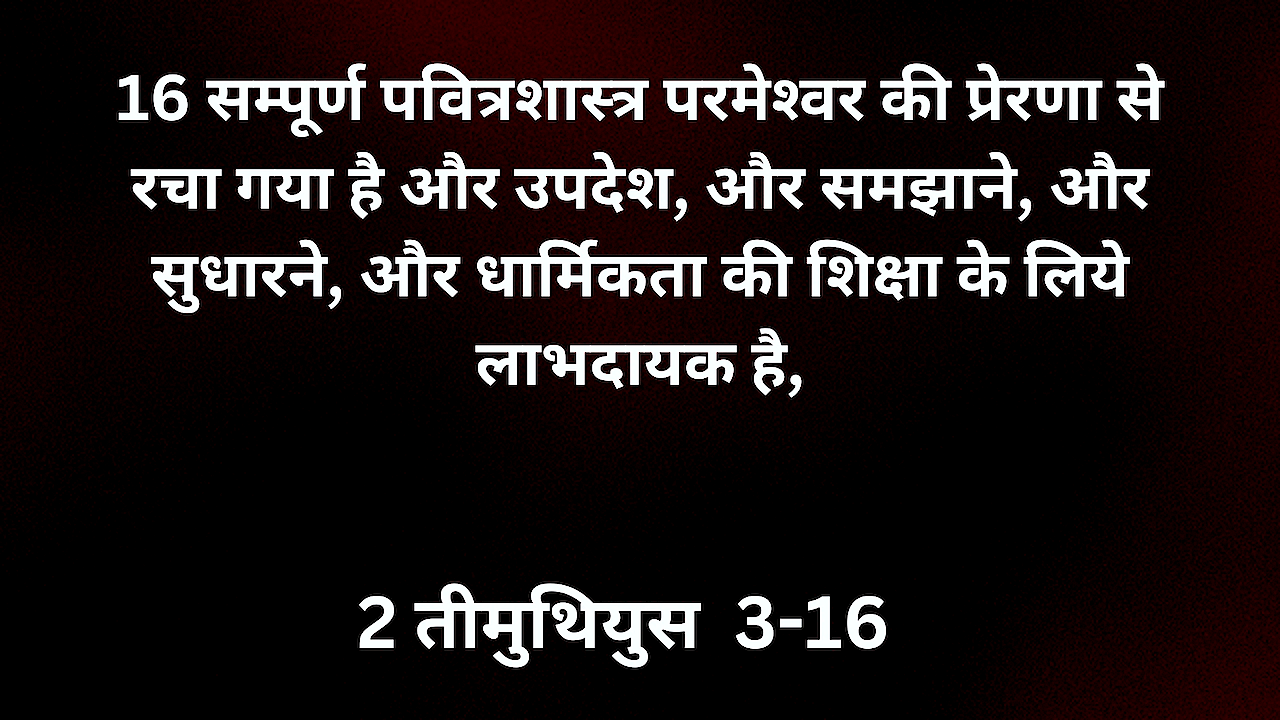 16 सम्पूर्ण पवित्रशास्त्र परमेश्वर की प्रेरणा से
रचा गया है और उपदेश, और समझाने, और
सुधारने, और धार्मिकता की शिक्षा के लिये
लाभदायक है,
2 तीमुथियुस 3-16